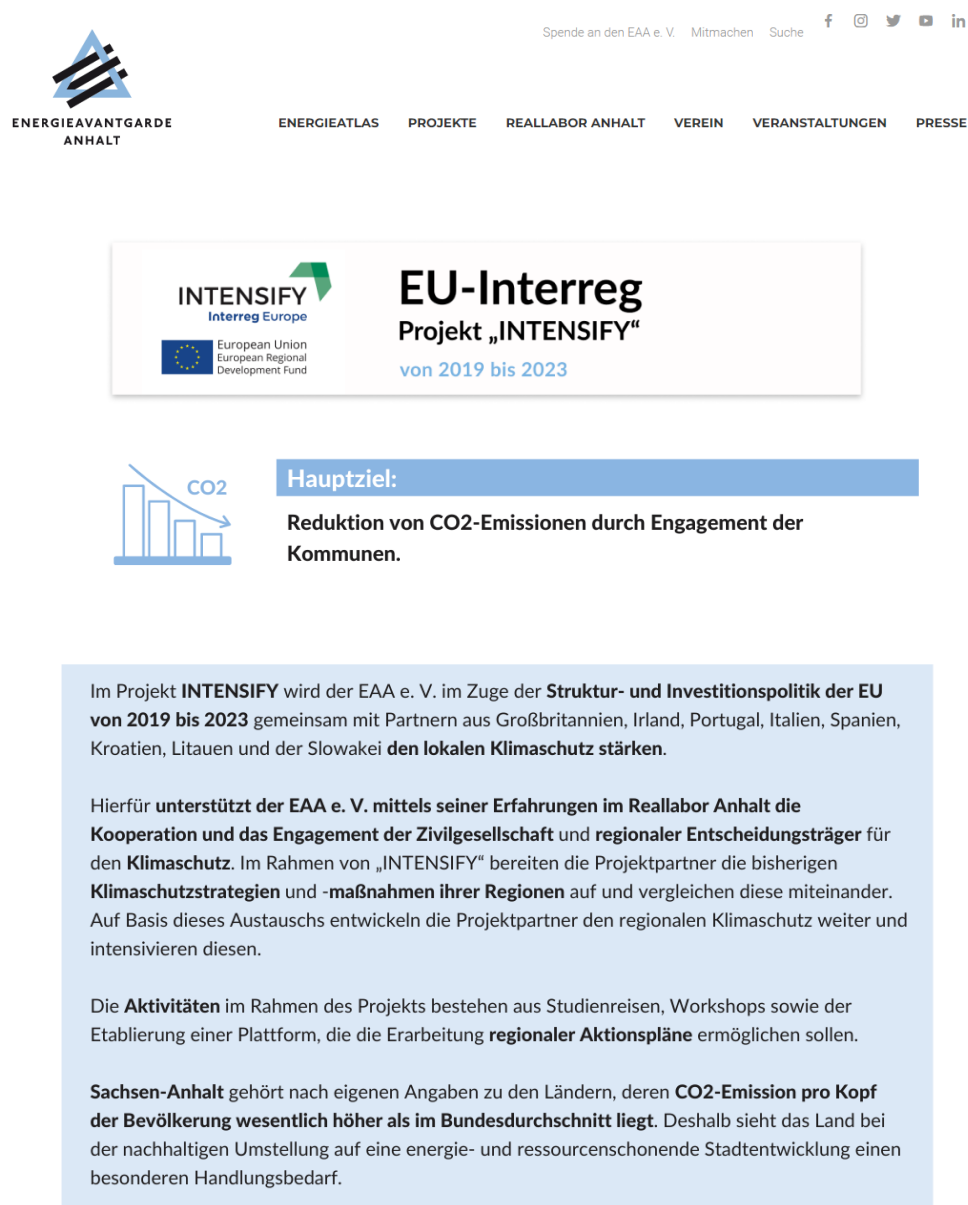 Spende an den EAA e. V. Mitmachen Suche
ENERGIEAVANTGARDE
ANHALT
ENERGIEATLAS PROJEKTE REALLABOR ANHALT VEREIN VERANSTALTUNGEN PRESSE
INTENSIFY
Interreg Europe
European Union
European Regional
Development Fund
EU-Interreg
Projekt „INTENSIFY“
von 2019 bis 2023
CO2
Hauptziel:
Reduktion von CO2-Emissionen durch Engagement der
Kommunen.
Im Projekt INTENSIFY wird der EAA e. V. im Zuge der Struktur- und Investitionspolitik der EU
von 2019 bis 2023 gemeinsam mit Partnern aus Großbritannien, Irland, Portugal, Italien, Spanien,
Kroatien, Litauen und der Slowakei den lokalen Klimaschutz stärken.
Hierfür unterstützt der EAA e. V. mittels seiner Erfahrungen im Reallabor Anhalt die
Kooperation und das Engagement der Zivilgesellschaft und regionaler Entscheidungsträger für
den Klimaschutz. Im Rahmen von „INTENSIFY“ bereiten die Projektpartner die bisherigen
Klimaschutzstrategien und -maßnahmen ihrer Regionen auf und vergleichen diese miteinander.
Auf Basis dieses Austauschs entwickeln die Projektpartner den regionalen Klimaschutz weiter und
intensivieren diesen.
Die Aktivitäten im Rahmen des Projekts bestehen aus Studienreisen, Workshops sowie der
Etablierung einer Plattform, die die Erarbeitung regionaler Aktionspläne ermöglichen sollen.
Sachsen-Anhalt gehört nach eigenen Angaben zu den Ländern, deren CO2-Emission pro Kopf
der Bevölkerung wesentlich höher als im Bundesdurchschnitt liegt. Deshalb sieht das Land bei
der nachhaltigen Umstellung auf eine energie- und ressourcenschonende Stadtentwicklung einen
besonderen Handlungsbedarf.